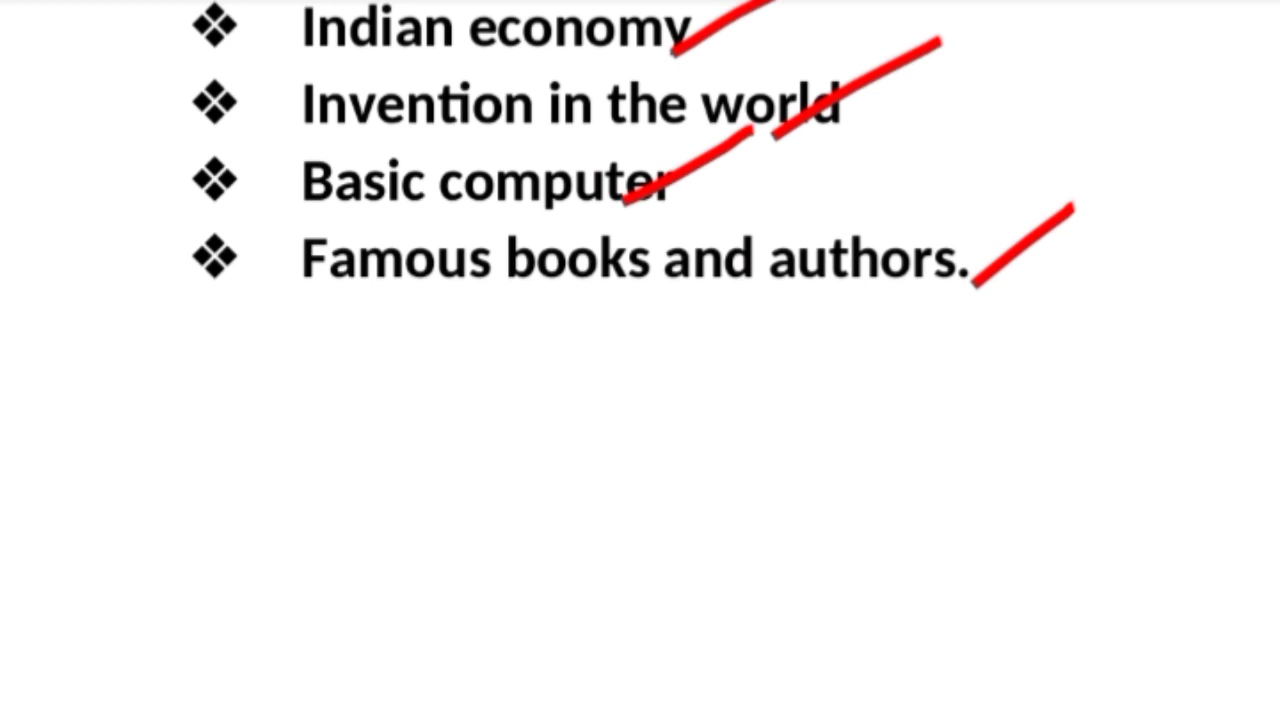 ❖ Indian economy
❖ Invention in the world
❖ Basic computer
❖ Famous books and authors.